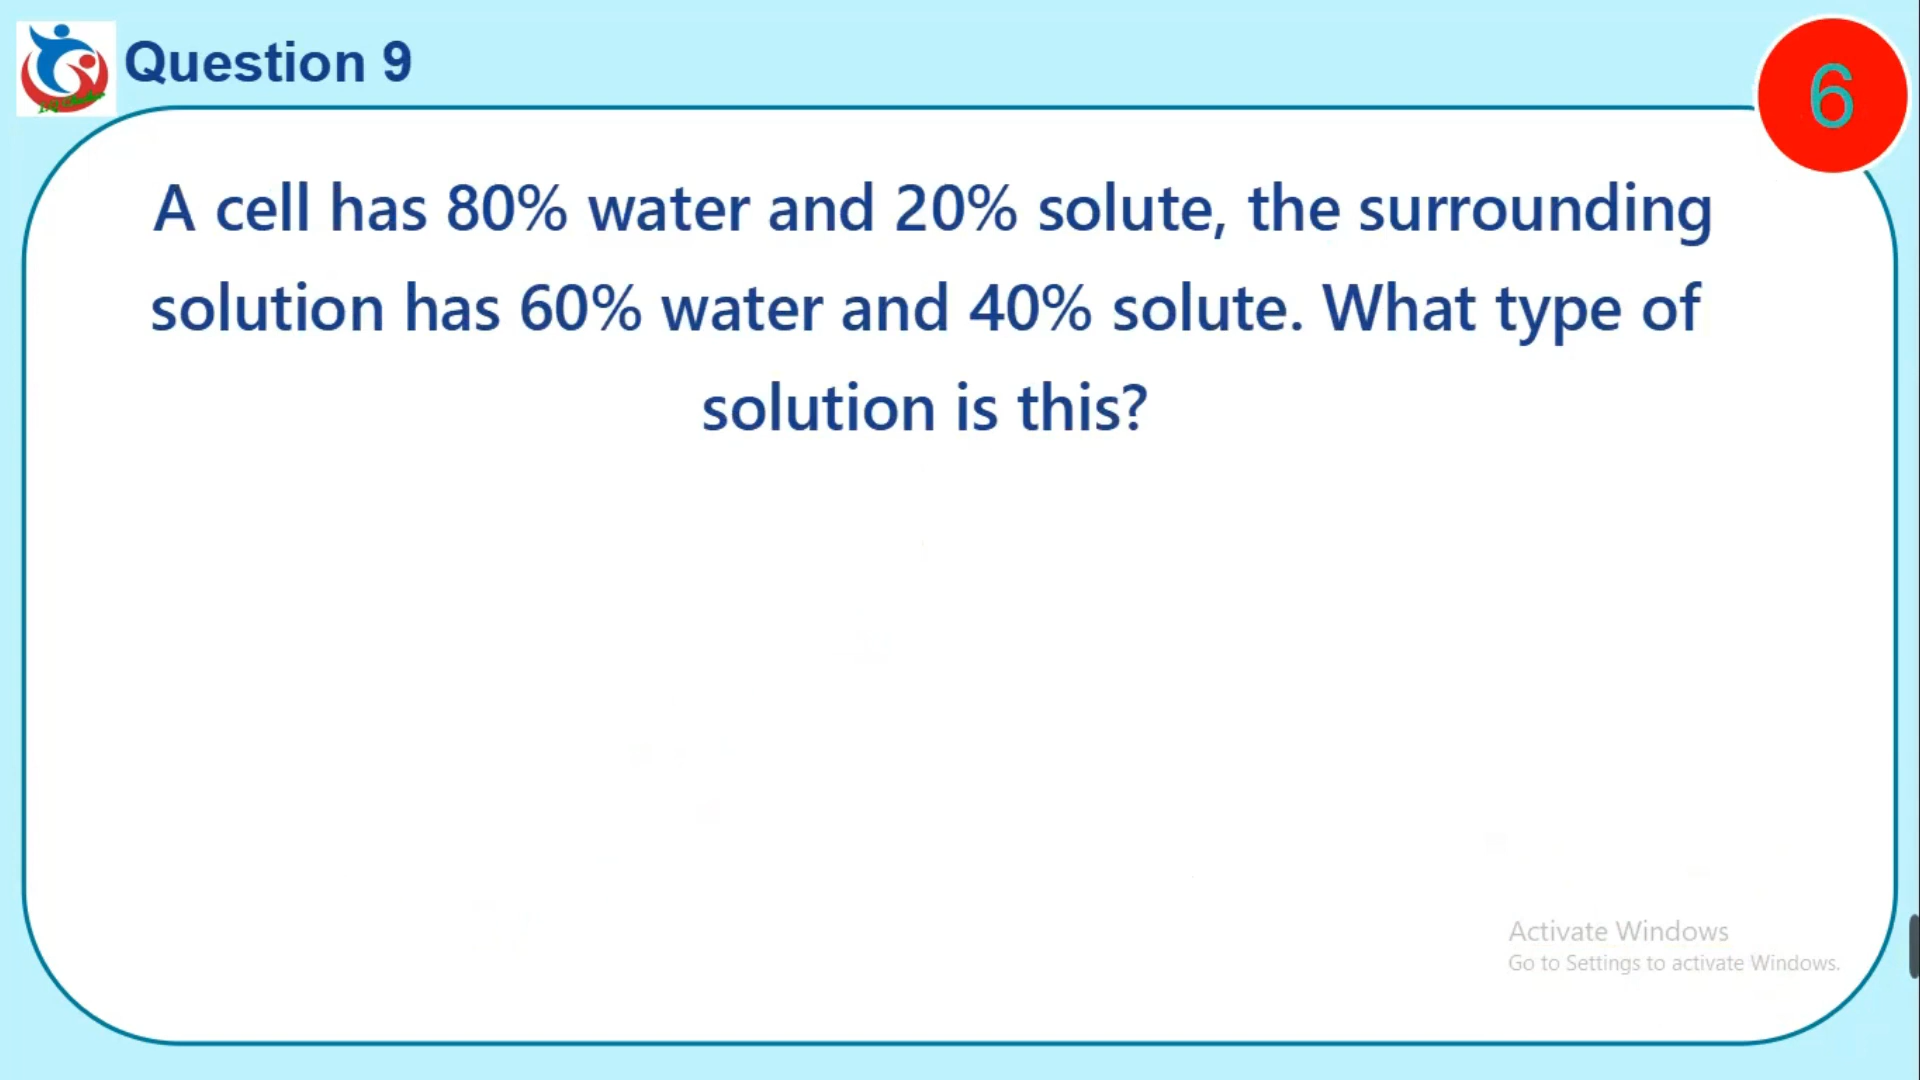 Question 9
6
A cell has 80% water and 20% solute, the surrounding
solution has 60% water and 40% solute. What type of
solution is this?
Activate Windows
Go to Settings to activate Windows.